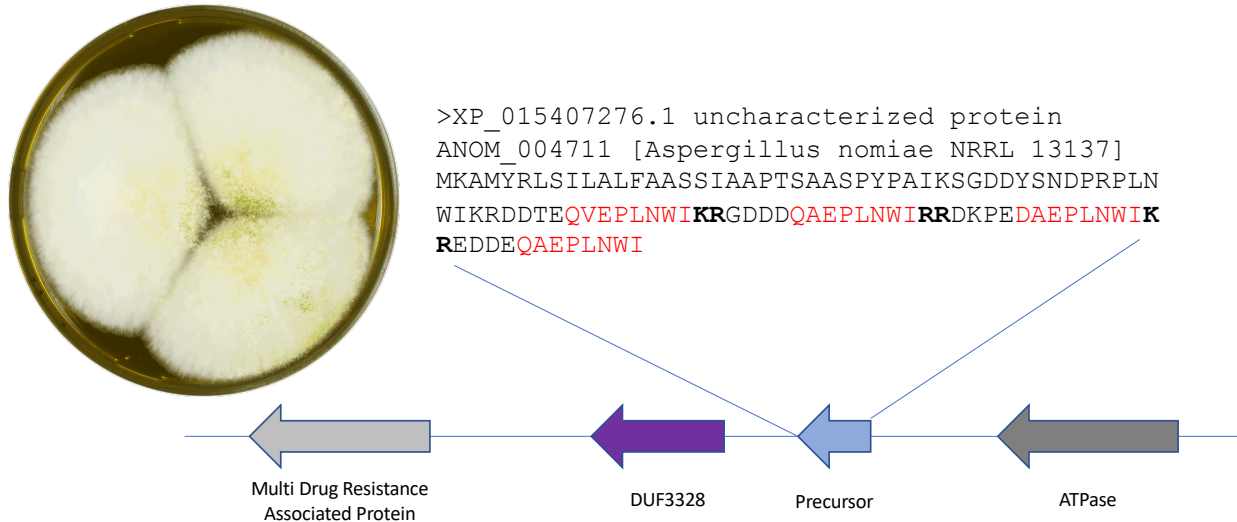 >XP_015407276.1 uncharacterized protein
ANOM_004711 [Aspergillus nomiae NRRL 13137]
MKAMYRLSILALFAASSIAAPTSAASPYPAIKSGDDYSNDPRPLN
WIKRDDTEQVEPLNWIKRGDDDQAEPLNWIRRDKPEDAEPLNWIK
REDDEQAEPLNWI
Multi Drug Resistance
Associated Protein
DUF3328
Precursor
ATPase